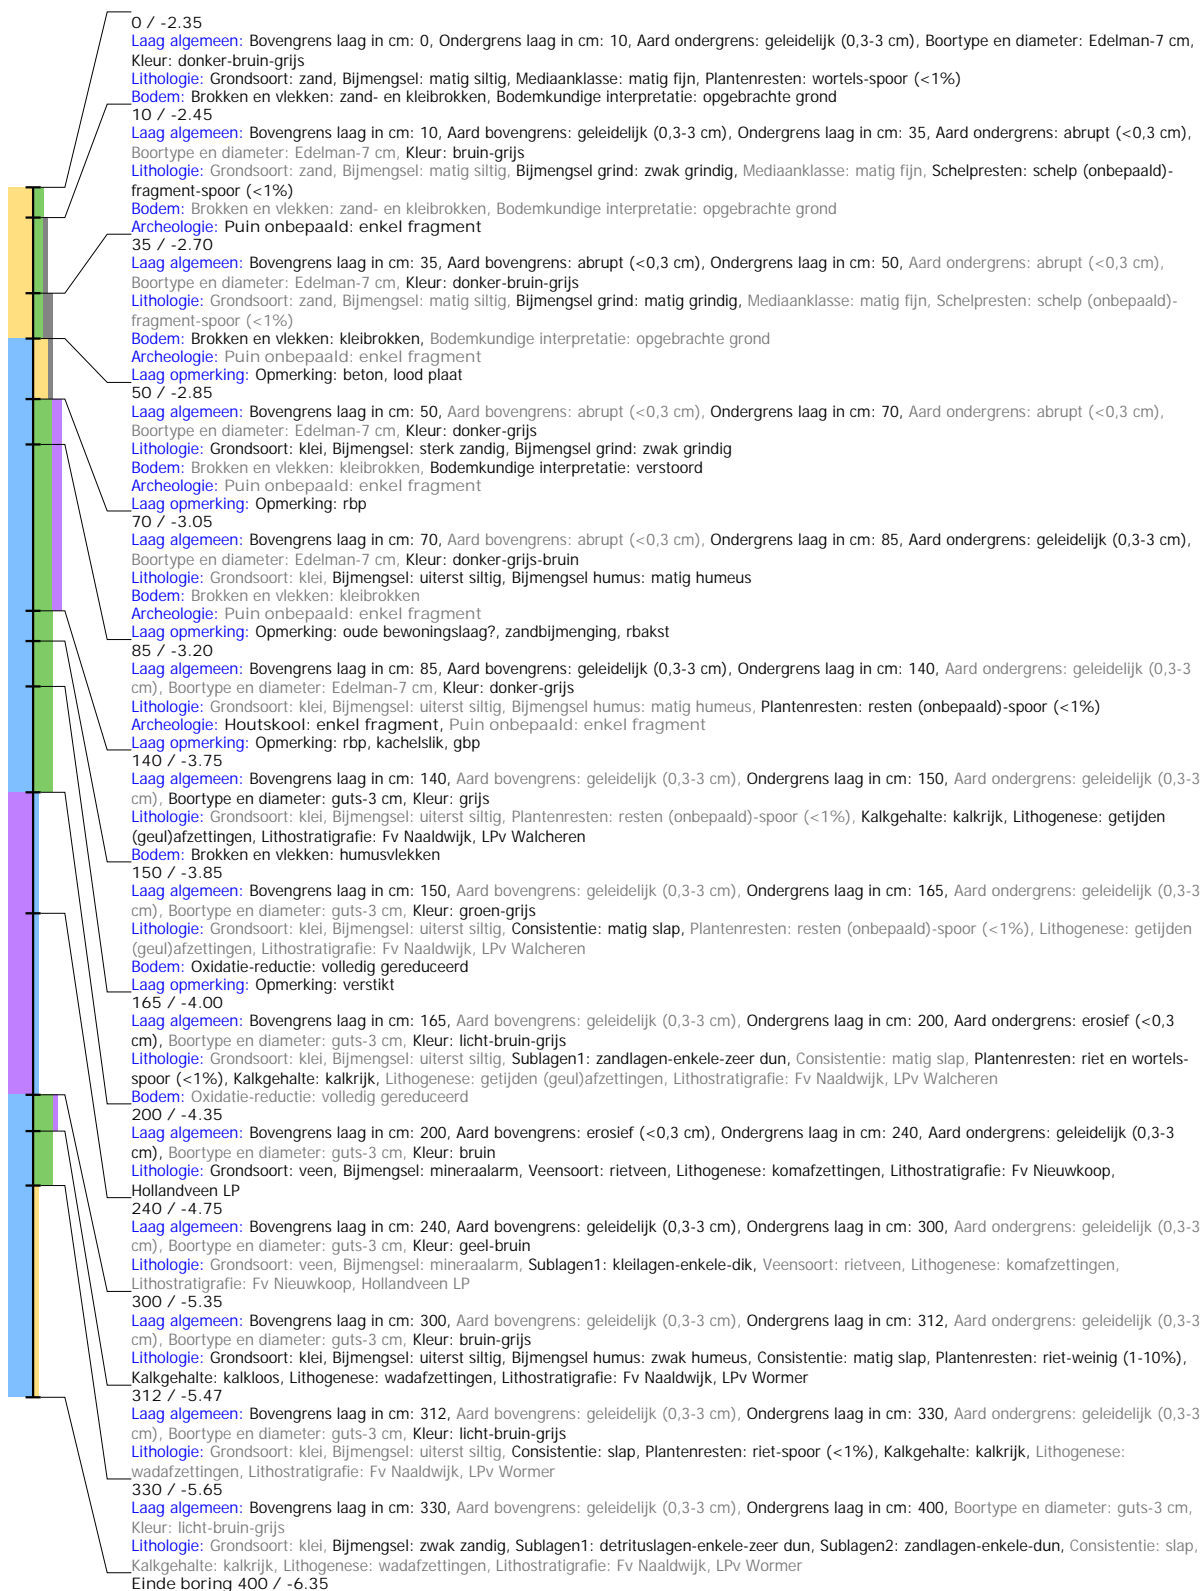 0 / -2.35
Laag algemeen: Bovengrens laag in cm: 0, Ondergrens laag in cm: 10, Aard ondergrens: geleidelijk (0,3-3 cm), Boortype en diameter: Edelman-7 cm,
Kleur: donker-bruin-grijs
Lithologie: Grondsoort: zand, Bijmengsel: matig siltig, Mediaanklasse: matig fijn, Plantenresten: wortels-spoor (<1%)
Bodem: Brokken en vlekken: zand- en kleibrokken, Bodemkundige interpretatie: opgebrachte grond
10 / -2.45
Laag algemeen: Bovengrens laag in cm: 10, Aard bovengrens: geleidelijk (0,3-3 cm), Ondergrens laag in cm: 35, Aard ondergrens: abrupt (<0,3 cm),
Boortype en diameter: Edelman-7 cm, Kleur: bruin-grijs
Lithologie: Grondsoort: zand, Bijmengsel: matig siltig, Bijmengsel grind: zwak grindig, Mediaanklasse: matig fijn, Schelpresten: schelp (onbepaald)-
fragment-spoor (<1%)
Bodem: Brokken en vlekken: zand- en kleibrokken, Bodemkundige interpretatie: opgebrachte grond
Archeologie: Puin onbepaald: enkel fragment
35 / -2.70
Laag algemeen: Bovengrens laag in cm: 35, Aard bovengrens: abrupt (<0,3 cm), Ondergrens laag in cm: 50, Aard ondergrens: abrupt (<0,3 cm),
Boortype en diameter: Edelman-7 cm, Kleur: donker-bruin-grijs
Lithologie: Grondsoort: zand, Bijmengsel: matig siltig, Bijmengsel grind: matig grindig, Mediaanklasse: matig fijn, Schelpresten: schelp (onbepaald)-
fragment-spoor (<1%)
Bodem: Brokken en vlekken: kleibrokken, Bodemkundige interpretatie: opgebrachte grond
Archeologie: Puin onbepaald: enkel fragment
Laag opmerking: Opmerking: beton, lood plaat
50 / -2.85
Laag algemeen: Bovengrens laag in cm: 50, Aard bovengrens: abrupt (<0,3 cm), Ondergrens laag in cm: 70, Aard ondergrens: abrupt (<0,3 cm),
Boortype en diameter: Edelman-7 cm, Kleur: donker-grijs
Lithologie: Grondsoort: klei, Bijmengsel: sterk zandig, Bijmengsel grind: zwak grindig
Bodem: Brokken en vlekken: kleibrokken, Bodemkundige interpretatie: verstoord
Archeologie: Puin onbepaald: enkel fragment
Laag opmerking: Opmerking: rbp
70 / -3.05
Laag algemeen: Bovengrens laag in cm: 70, Aard bovengrens: abrupt (<0,3 cm), Ondergrens laag in cm: 85, Aard ondergrens: geleidelijk (0,3-3 cm),
Boortype en diameter: Edelman-7 cm, Kleur: donker-grijs-bruin
Lithologie: Grondsoort: klei, Bijmengsel: uiterst siltig, Bijmengsel humus: matig humeus
Bodem: Brokken en vlekken: kleibrokken
Archeologie: Puin onbepaald: enkel fragment
Laag opmerking: Opmerking: oude bewoningslaag?, zandbijmenging, rbakst
85 / -3.20
Laag algemeen: Bovengrens laag in cm: 85, Aard bovengrens: geleidelijk (0,3-3 cm), Ondergrens laag in cm: 140, Aard ondergrens: geleidelijk (0,3-3
cm), Boortype en diameter: Edelman-7 cm, Kleur: donker-grijs
Lithologie: Grondsoort: klei, Bijmengsel: uiterst siltig, Bijmengsel humus: matig humeus, Plantenresten: resten (onbepaald)-spoor (<1%)
Archeologie: Houtskool: enkel fragment, Puin onbepaald: enkel fragment
Laag opmerking: Opmerking: rbp, kachelslik, gbp
140 / -3.75
Laag algemeen: Bovengrens laag in cm: 140, Aard bovengrens: geleidelijk (0,3-3 cm), Ondergrens laag in cm: 150, Aard ondergrens: geleidelijk (0,3-3
cm), Boortype en diameter: guts-3 cm, Kleur: grijs
Lithologie: Grondsoort: klei, Bijmengsel: uiterst siltig, Plantenresten: resten (onbepaald)-spoor (<1%), Kalkgehalte: kalkrijk, Lithogenese: getijden
(geul)afzettingen, Lithostratigrafie: Fv Naaldwijk, LPv Walcheren
Bodem: Brokken en vlekken: humusvlekken
150 / -3.85
Laag algemeen: Bovengrens laag in cm: 150, Aard bovengrens: geleidelijk (0,3-3 cm), Ondergrens laag in cm: 165, Aard ondergrens: geleidelijk (0,3-3
cm), Boortype en diameter: guts-3 cm, Kleur: groen-grijs
Lithologie: Grondsoort: klei, Bijmengsel: uiterst siltig, Consistentie: matig slap, Plantenresten: resten (onbepaald)-spoor (<1%), Lithogenese: getijden
(geul)afzettingen, Lithostratigrafie: Fv Naaldwijk, LPv Walcheren
Bodem: Oxidatie-reductie: volledig gereduceerd
Laag opmerking: Opmerking: verstikt
165 / -4.00
Laag algemeen: Bovengrens laag in cm: 165, Aard bovengrens: geleidelijk (0,3-3 cm), Ondergrens laag in cm: 200, Aard ondergrens: erosief (<0,3
cm), Boortype en diameter: guts-3 cm, Kleur: licht-bruin-grijs
Lithologie: Grondsoort: klei, Bijmengsel: uiterst siltig, Sublagen1: zandlagen-enkele-zeer dun, Consistentie: matig slap, Plantenresten: riet en wortels-
spoor (<1%), Kalkgehalte: kalkrijk, Lithogenese: getijden (geul)afzettingen, Lithostratigrafie: Fv Naaldwijk, LPv Walcheren
Bodem: Oxidatie-reductie: volledig gereduceerd
200 / -4.35
Laag algemeen: Bovengrens laag in cm: 200, Aard bovengrens: erosief (<0,3 cm), Ondergrens laag in cm: 240, Aard ondergrens: geleidelijk (0,3-3
cm), Boortype en diameter: guts-3 cm, Kleur: bruin
Lithologie: Grondsoort: veen, Bijmengsel: mineraalarm, Veensoort: rietveen, Lithogenese: komafzettingen, Lithostratigrafie: Fv Nieuwkoop,
Hollandveen LP
240 / -4.75
Laag algemeen: Bovengrens laag in cm: 240, Aard bovengrens: geleidelijk (0,3-3 cm), Ondergrens laag in cm: 300, Aard ondergrens: geleidelijk (0,3-3
cm), Boortype en diameter: guts-3 cm, Kleur: geel-bruin
Lithologie: Grondsoort: veen, Bijmengsel: mineraalarm, Sublagen1: kleilagen-enkele-dik, Veensoort: rietveen, Lithogenese: komafzettingen,
Lithostratigrafie: Fv Nieuwkoop, Hollandveen LP
300 / -5.35
Laag algemeen: Bovengrens laag in cm: 300, Aard bovengrens: geleidelijk (0,3-3 cm), Ondergrens laag in cm: 312, Aard ondergrens: geleidelijk (0,3-3
cm), Boortype en diameter: guts-3 cm, Kleur: bruin-grijs
Lithologie: Grondsoort: klei, Bijmengsel: uiterst siltig, Bijmengsel humus: zwak humeus, Consistentie: matig slap, Plantenresten: riet-weinig (1-10%),
Kalkgehalte: kalkloos, Lithogenese: wadafzettingen, Lithostratigrafie: Fv Naaldwijk, LPv Wormer
312 / -5.47
Laag algemeen: Bovengrens laag in cm: 312, Aard bovengrens: geleidelijk (0,3-3 cm), Ondergrens laag in cm: 330, Aard ondergrens: geleidelijk (0,3-3
cm), Boortype en diameter: guts-3 cm, Kleur: licht-bruin-grijs
Lithologie: Grondsoort: klei, Bijmengsel: uiterst siltig, Consistentie: slap, Plantenresten: riet-spoor (<1%), Kalkgehalte: kalkrijk, Lithogenese:
wadafzettingen, Lithostratigrafie: Fv Naaldwijk, LPv Wormer
330 / -5.65
Laag algemeen: Bovengrens laag in cm: 330, Aard bovengrens: geleidelijk (0,3-3 cm), Ondergrens laag in cm: 400, Boortype en diameter: guts-3 cm,
Kleur: licht-bruin-grijs
Lithologie: Grondsoort: klei, Bijmengsel: zwak zandig, Sublagen1: detrituslagen-enkele-zeer dun, Sublagen2: zandlagen-enkele-dun, Consistentie: slap,
Kalkgehalte: kalkrijk, Lithogenese: wadafzettingen, Lithostratigrafie: Fv Naaldwijk, LPv Wormer
Einde boring 400 / -6.35